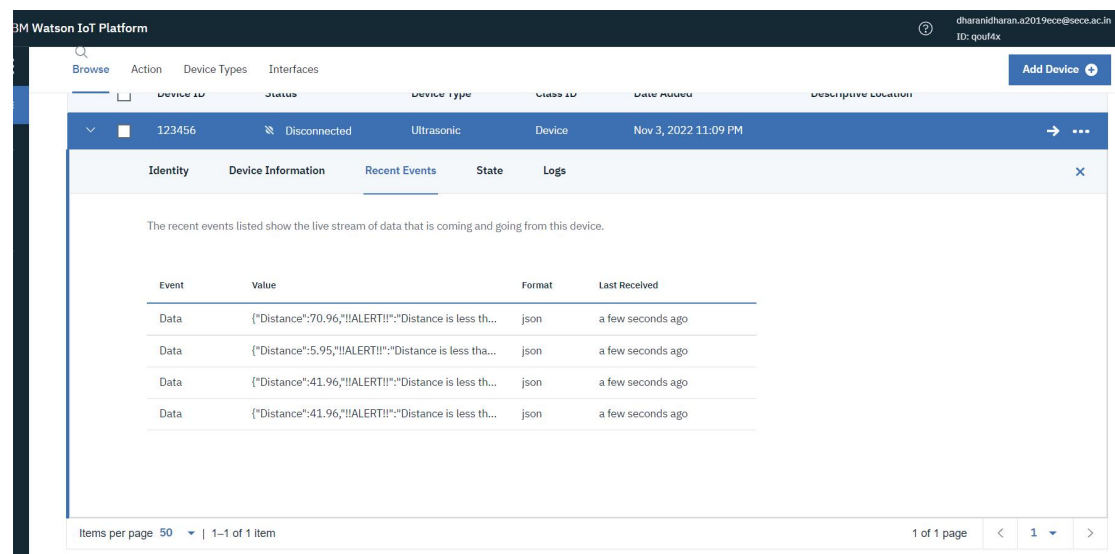 BM Watson IoT Platform
dharanidharan.a2019ece@sece.ac.in
ID: qouf4x
Browse Action Device Types Interfaces
Add Device
Device ID Status Device Type Class ID Date Added Descriptive Location
123456 Disconnected Ultrasonic Device Nov 3, 2022 11:09 PM
Identity Device Information Recent Events State Logs
The recent events listed show the live stream of data that is coming and going from this device.
Event Value Format Last Received
Data {"Distance":70.96,"!!ALERT!!":"Distance is less th... json a few seconds ago
Data {"Distance":5.95,"!!ALERT!!":"Distance is less tha... json a few seconds ago
Data {"Distance":41.96,"!!ALERT!!":"Distance is less th... json a few seconds ago
Data {"Distance":41.96,"!!ALERT!!":"Distance is less th... json a few seconds ago
Items per page 50 | 1–1 of 1 item 1 of 1 page < 1 >